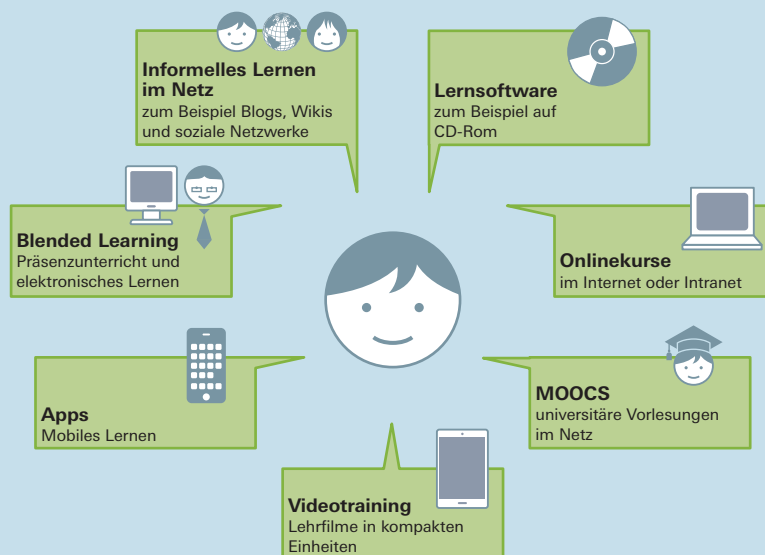 Informelles Lernen
im Netz
zum Beispiel Blogs, Wikis
und soziale Netzwerke
Lernsoftware
zum Beispiel auf
CD-Rom
Blended Learning
Präsenzunterricht und
elektronisches Lernen
Onlinekurse
im Internet oder Intranet
Apps
Mobiles Lernen
MOOCS
universitäre Vorlesungen
im Netz
Videotraining
Lehrfilme in kompakten
Einheiten